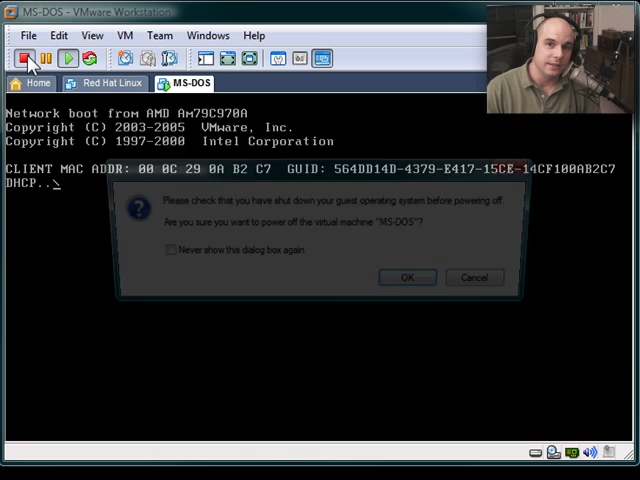 MS-DOS - VMware Workstation
File Edit View VM Team Windows Help
Home Red Hat Linux MS-DOS
Network boot from AMD Am79C970A
Copyright (C) 2003-2005 VMware, Inc.
Copyright (C) 1997-2000 Intel Corporation
CLIENT MAC ADDR: 00 0C 29 0A B2 C7 GUID: 564DD14D-4379-E417-15CE-14CF100AB2C7
DHCP..\
Please check that you have shut down your guest operating system before powering off.
Are you sure you want to power off the virtual machine "MS-DOS"?
Never show this dialog box again
OK Cancel